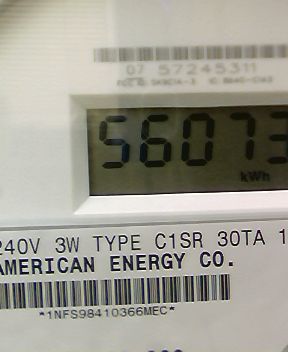 07 57245311
56073
kWh
240V 3W TYPE C1SR 30TA 1
AMERICAN ENERGY CO.
*1NFS98410366MEC*